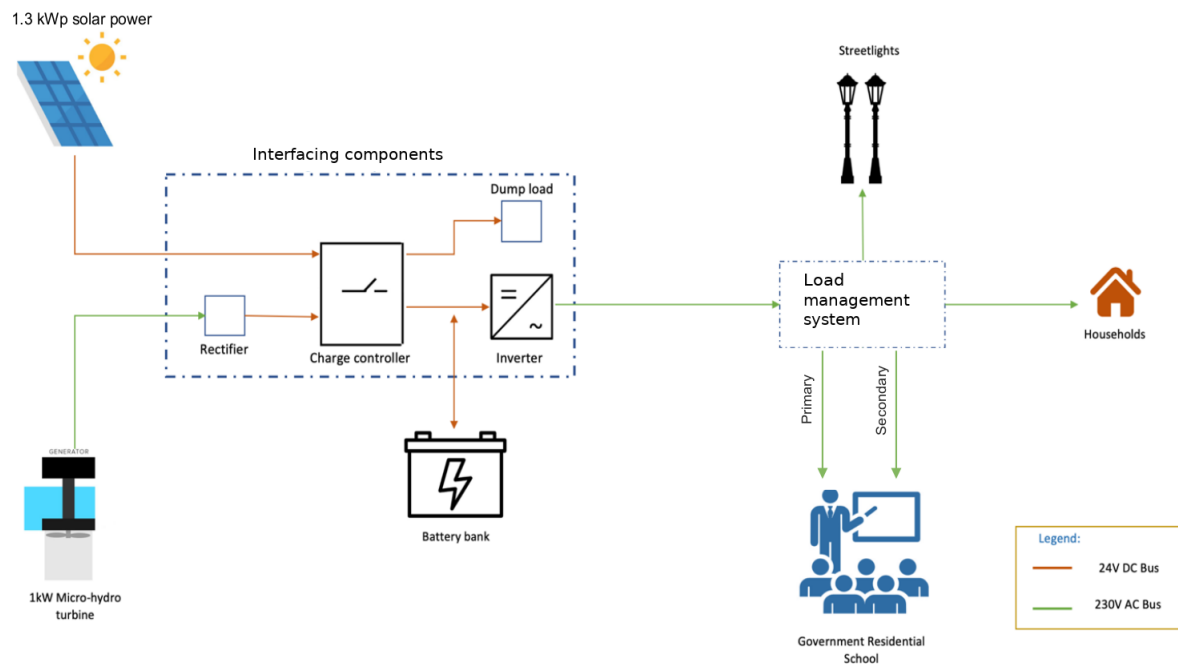 1.3 kWp solar power
Streetlights
Interfacing components
Dump load
Load
management
system
Rectifier
Charge controller
Inverter
Households
Primary
Secondary
GENERATOR
Battery bank
Legend:
24V DC Bus
230V AC Bus
1kW Micro-hydro
turbine
Government Residential
School